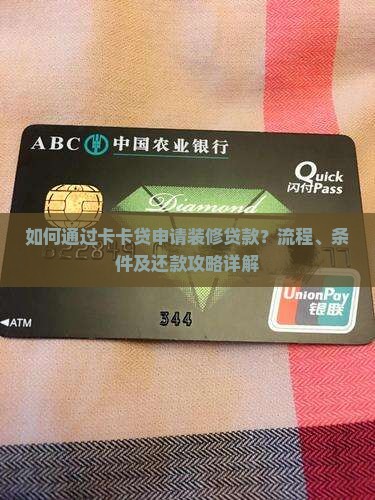 ABC 中国农业银行
Quick
闪付Pass
Diamond
如何通过卡卡贷申请装修贷款？流程、条
件及还款攻略详解
UnionPay
银联
◀ATM
344